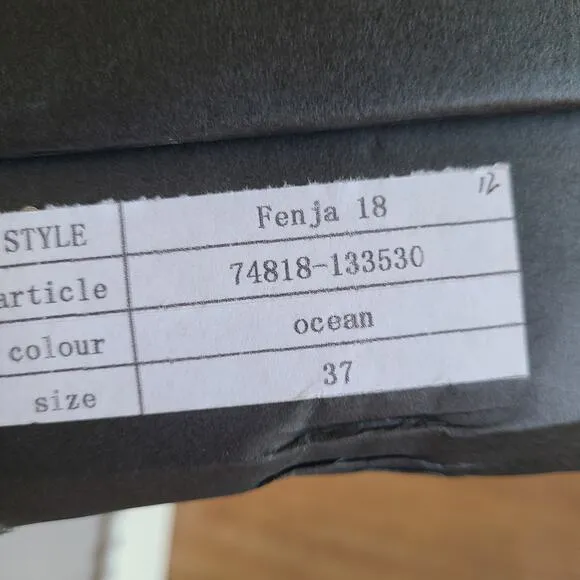 12
STYLE Fenja 18
article 74818-133530
colour ocean
size 37